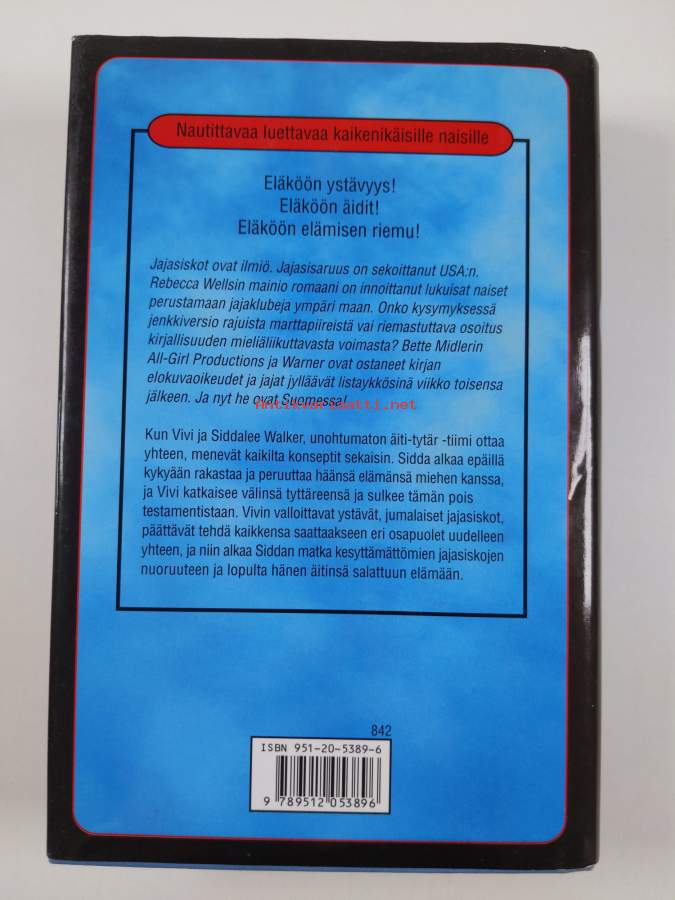 Nautittavaa luettavaa kaikenikäisille naisille
Eläköön ystävyys!
Eläköön äidit!
Eläköön elämisen riemu!
Jajasiskot ovat ilmiö. Jajasisaruus on sekoittanut USA:n.
Rebecca Wellsin mainio romaani on innoittanut lukuisat naiset
perustamaan jajaklubeja ympäri maan. Onko kysymyksessä
jenkkiversio rajuista marttapiireistä vai riemastuttava osoitus
kirjallisuuden mieliäliikuttavasta voimasta? Bette Midlerin
All-Girl Productions ja Warner ovat ostaneet kirjan
elokuvaoikeudet ja jajat jylläävät listaykkösinä viikko toisensa
jälkeen. Ja nyt he ovat Suomessa!
antikvariaatti.net
Kun Vivi ja Siddalee Walker, unohtumaton äiti-tytär -tiimi ottaa
yhteen, menevät kaikilta konseptit sekaisin. Sidda alkaa epäillä
kykyään rakastaa ja peruuttaa häänsä elämänsä miehen kanssa,
ja Vivi katkaisee välinsä tyttäreensä ja sulkee tämän pois
testamentistaan. Vivin valloittavat ystävät, jumalaiset jajasiskot,
päättävät tehdä kaikkensa saattaakseen eri osapuolet uudelleen
yhteen, ja niin alkaa Siddan matka kesyttämättömien jajasiskojen
nuoruuteen ja lopulta hänen äitinsä salattuun elämään.
842
ISBN 951-20-5389-6
9 789512 053896